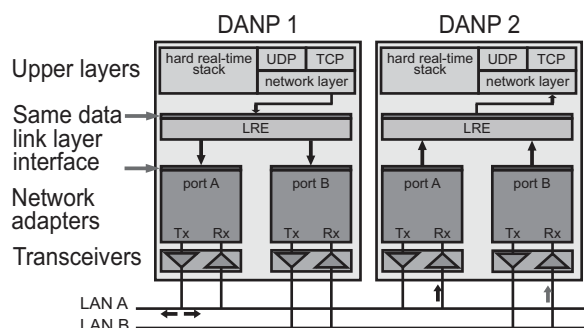 DANP 1
DANP 2
Upper layers
hard real-time
stack
UDP
TCP
network layer
hard real-time
stack
UDP
TCP
network layer
Same data
link layer
interface
LRE
LRE
Network
adapters
port A
port B
port A
port B
Tx
Rx
Tx
Rx
Tx
Rx
Tx
Rx
Transceivers
LAN A
LAN B